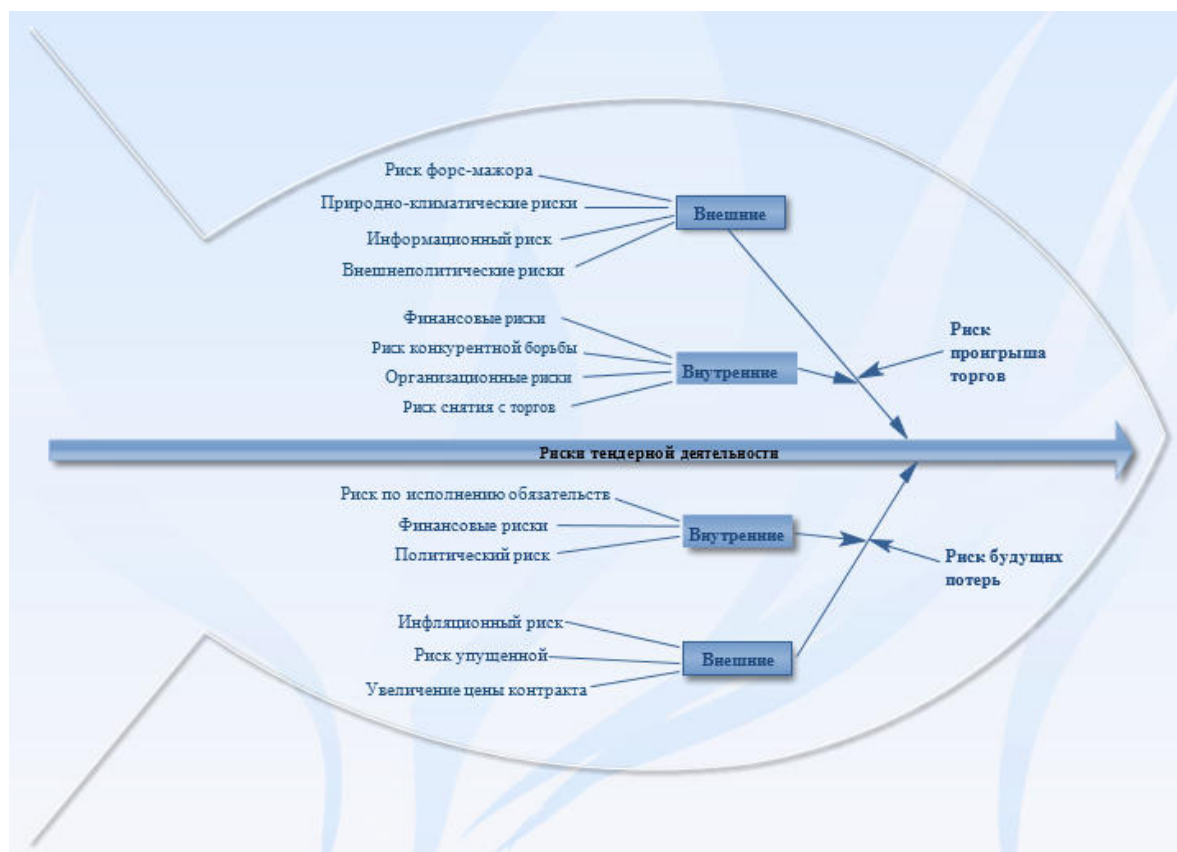 Риск форс-мажора
Природно-климатические риски
Внешние
Информационный риск
Внешнеполитические риски
Финансовые риски
Риск конкурентной борьбы
Внутренние
Организационные риски
Риск снятия с торгов
Риск
проигрыша
торгов
Риски тендерной деятельности
Риск по исполнению обязательств
Финансовые риски
Внутренние
Политический риск
Риск будущих
потерь
Инфляционный риск
Риск упущенной
Внешние
Увеличение цены контракта